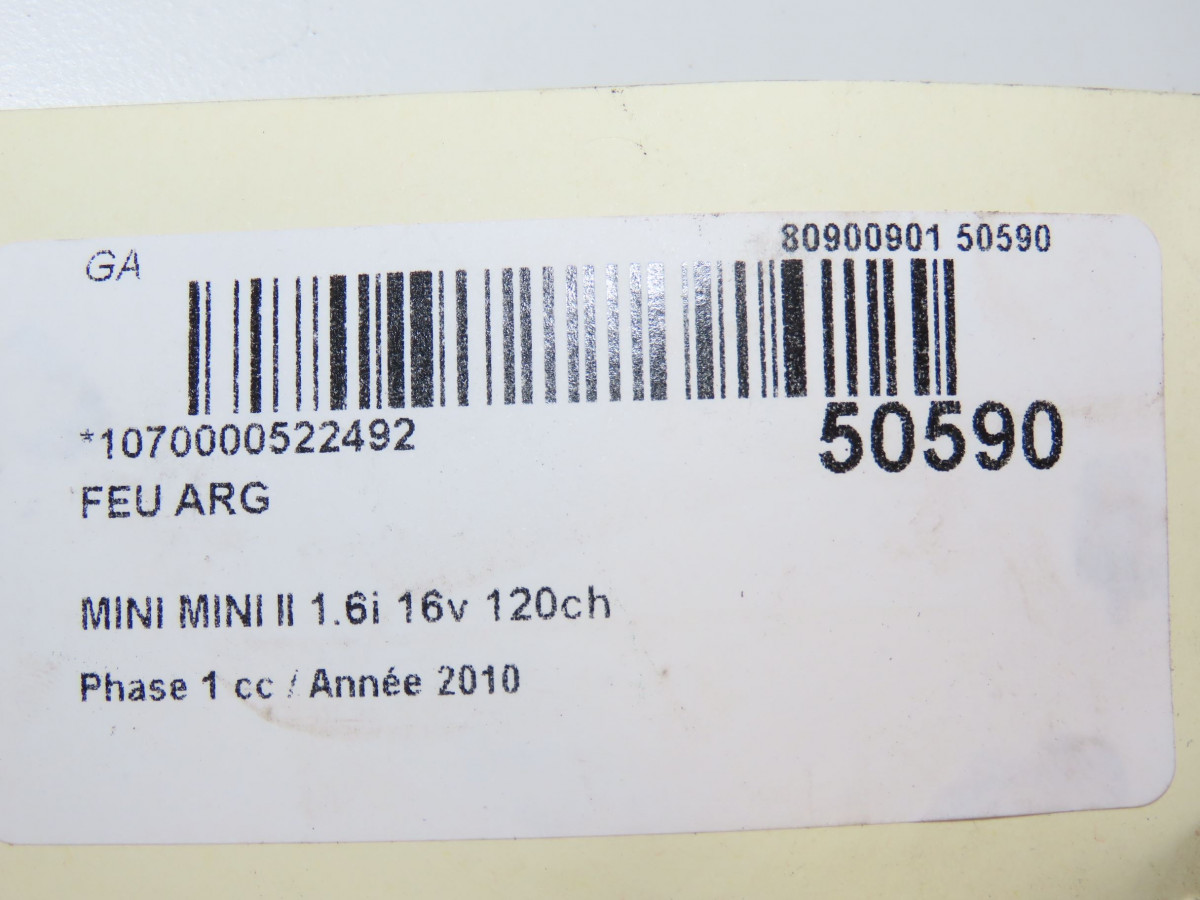 GA
80900901 50590
*1070000522492
50590
FEU ARG
MINI MINI II 1.6i 16v 120ch
Phase 1 cc / Année 2010